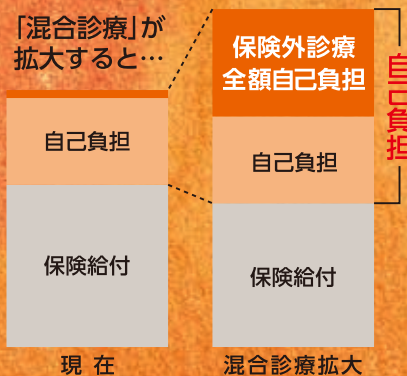 「混合診療」が
拡大すると…
自己負担
保険給付
現在
保険外診療
全額自己負担
自己負担
保険給付
混合診療拡大
自己負担